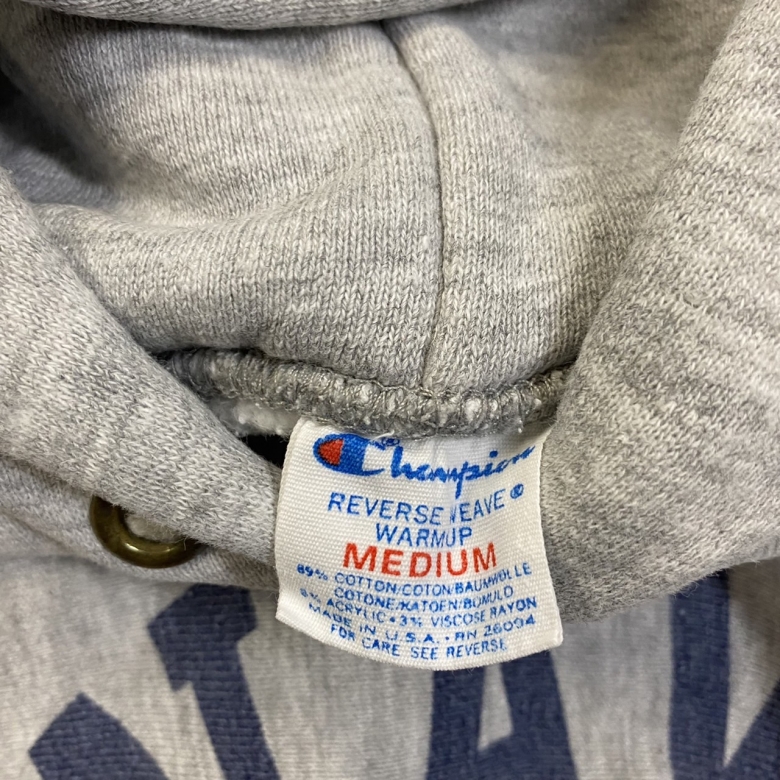 Champion
REVERSE WEAVE ®
WARMUP
MEDIUM
89% COTTON/COTON/BAUMWOLLE
COTONE/KATOEN/BOMULD
8% ACRYLIC • 3% VISCOSE RAYON
MADE IN U.S.A. • RN 26094
FOR CARE SEE REVERSE